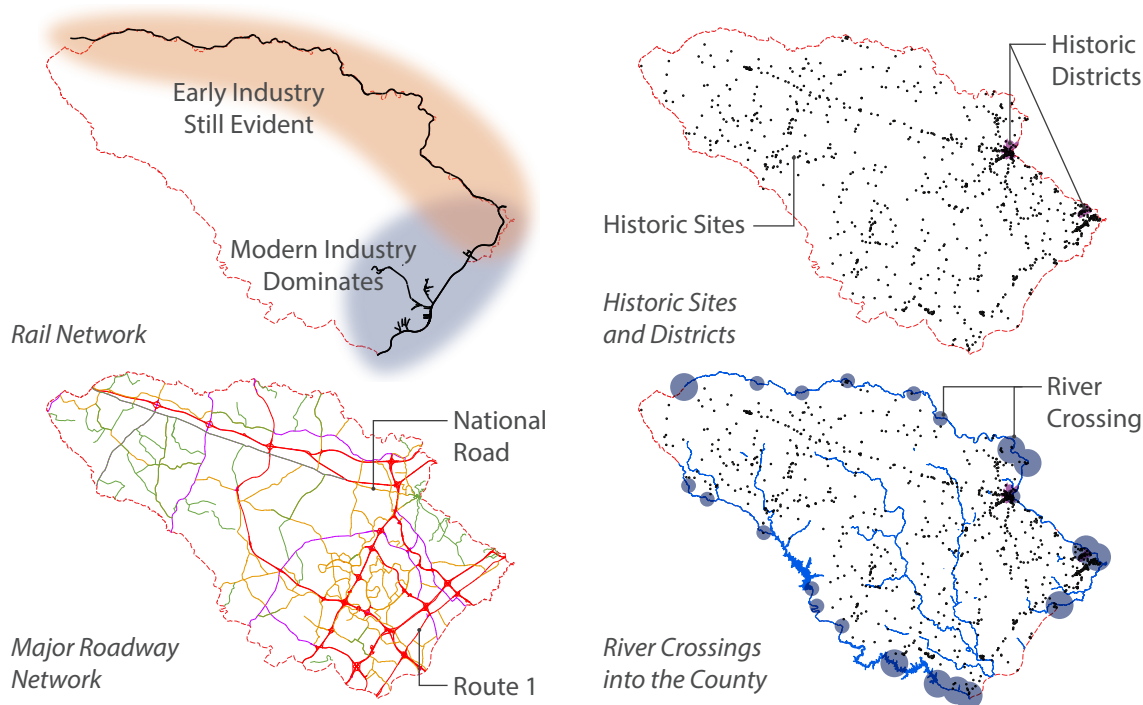 Early Industry
Still Evident
Modern Industry
Dominates
Rail Network
Historic
Districts
Historic Sites
Historic Sites
and Districts
National
Road
Major Roadway
Network
Route 1
River
Crossing
River Crossings
into the County